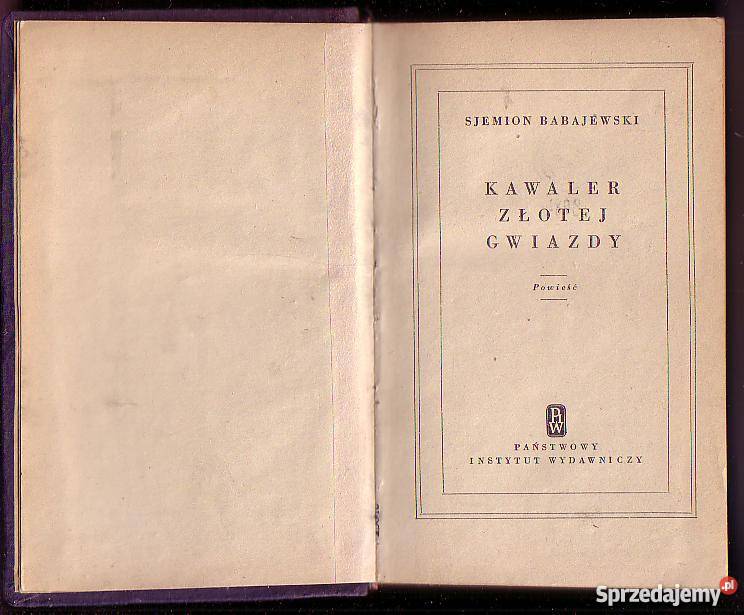 SJEMION BABAJEWSKI
KAWALER
ZŁOTEJ
GWIAZDY
Powieść
PIW
PAŃSTWOWY
INSTYTUT WYDAWNICZY
Sprzedajemy.pl